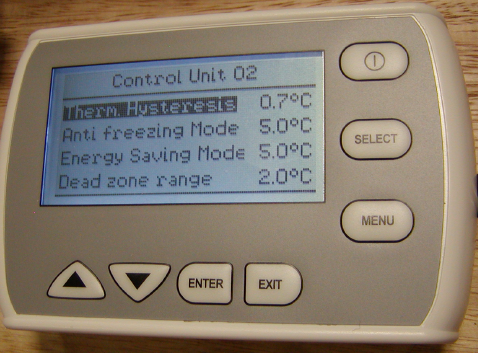 Control Unit 02
Therm. Hysteresis 0.7°C
Anti freezing Mode 5.0°C
Energy Saving Mode 5.0°C
Dead zone range 2.0°C
SELECT
MENU
ENTER
EXIT